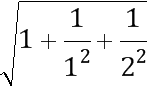 √(1 + 1/1² + 1/2²)